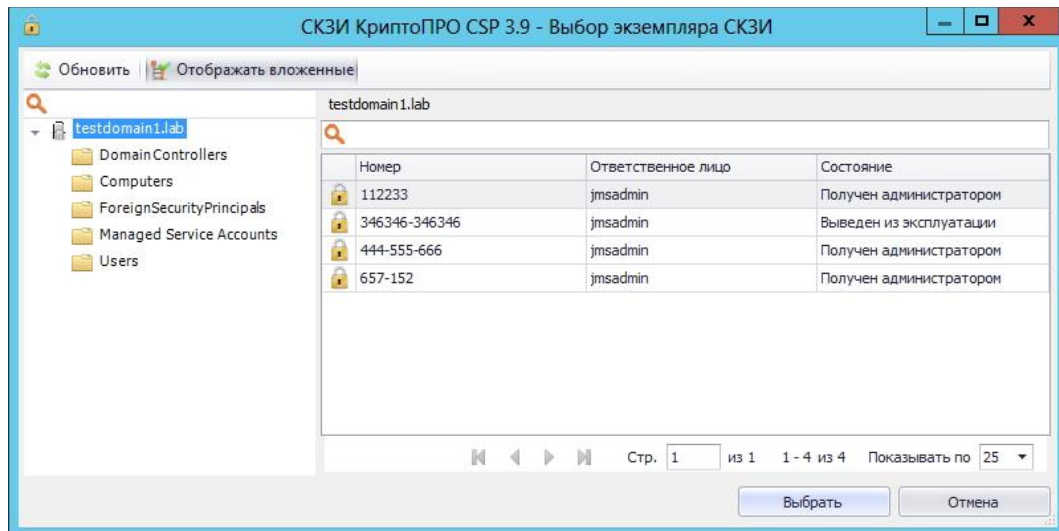 СКЗИ КриптоПРО CSP 3.9 - Выбор экземпляра СКЗИ
Обновить Отображать вложенные
testdomain1.lab
Domain Controllers
Computers
ForeignSecurityPrincipals
Managed Service Accounts
Users
testdomain1.lab
Номер Ответственное лицо Состояние
112233 jmsadmin Получен администратором
346346-346346 jmsadmin Выведен из эксплуатации
444-555-666 jmsadmin Получен администратором
657-152 jmsadmin Получен администратором
Стр. 1 из 1 1 - 4 из 4 Показывать по 25
Выбрать Отмена